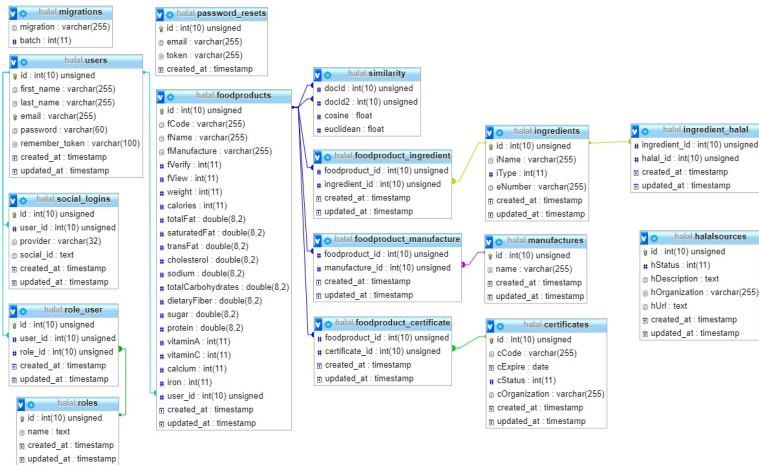 halal migrations
migration : varchar(255)
batch : int(11)
halal users
id : int(10) unsigned
first_name : varchar(255)
last_name : varchar(255)
email : varchar(255)
password : varchar(60)
remember_token : varchar(100)
created_at : timestamp
updated_at : timestamp
halal social_logins
id : int(10) unsigned
user_id : int(10) unsigned
provider : varchar(32)
social_id : text
created_at : timestamp
updated_at : timestamp
halal role_user
id : int(10) unsigned
user_id : int(10) unsigned
role_id : int(10) unsigned
created_at : timestamp
updated_at : timestamp
halal roles
id : int(10) unsigned
name : text
created_at : timestamp
updated_at : timestamp
halal password_resets
id : int(10) unsigned
email : varchar(255)
token : varchar(255)
created_at : timestamp
halal foodproducts
id : int(10) unsigned
fCode : varchar(255)
fName : varchar(255)
fManufacture : varchar(255)
fVerify : int(11)
fView : int(11)
weight : int(11)
calories : int(11)
totalFat : double(8,2)
saturatedFat : double(8,2)
transFat : double(8,2)
cholesterol : double(8,2)
sodium : double(8,2)
totalCarbohydrates : double(8,2)
dietaryFiber : double(8,2)
sugar : double(8,2)
protein : double(8,2)
vitaminA : int(11)
vitaminC : int(11)
calcium : int(11)
iron : int(11)
user_id : int(10) unsigned
created_at : timestamp
updated_at : timestamp
halal similarity
docId : int(10) unsigned
docId2 : int(10) unsigned
cosine : float
euclidean : float
halal foodproduct_ingredient
foodproduct_id : int(10) unsigned
ingredient_id : int(10) unsigned
created_at : timestamp
updated_at : timestamp
halal foodproduct_manufacture
foodproduct_id : int(10) unsigned
manufacture_id : int(10) unsigned
created_at : timestamp
updated_at : timestamp
halal foodproduct_certificate
foodproduct_id : int(10) unsigned
certificate_id : int(10) unsigned
created_at : timestamp
updated_at : timestamp
halal ingredients
id : int(10) unsigned
iName : varchar(255)
iType : int(11)
eNumber : varchar(255)
created_at : timestamp
updated_at : timestamp
halal manufactures
id : int(10) unsigned
name : varchar(255)
created_at : timestamp
updated_at : timestamp
halal certificates
id : int(10) unsigned
cCode : varchar(255)
cExpire : date
cStatus : int(11)
cOrganization : varchar(255)
created_at : timestamp
updated_at : timestamp
halal ingredient_halal
ingredient_id : int(10) unsigned
halal_id : int(10) unsigned
created_at : timestamp
updated_at : timestamp
halal halalsources
id : int(10) unsigned
hStatus : int(11)
hDescription : text
hOrganization : varchar(255)
hUrl : text
created_at : timestamp
updated_at : timestamp